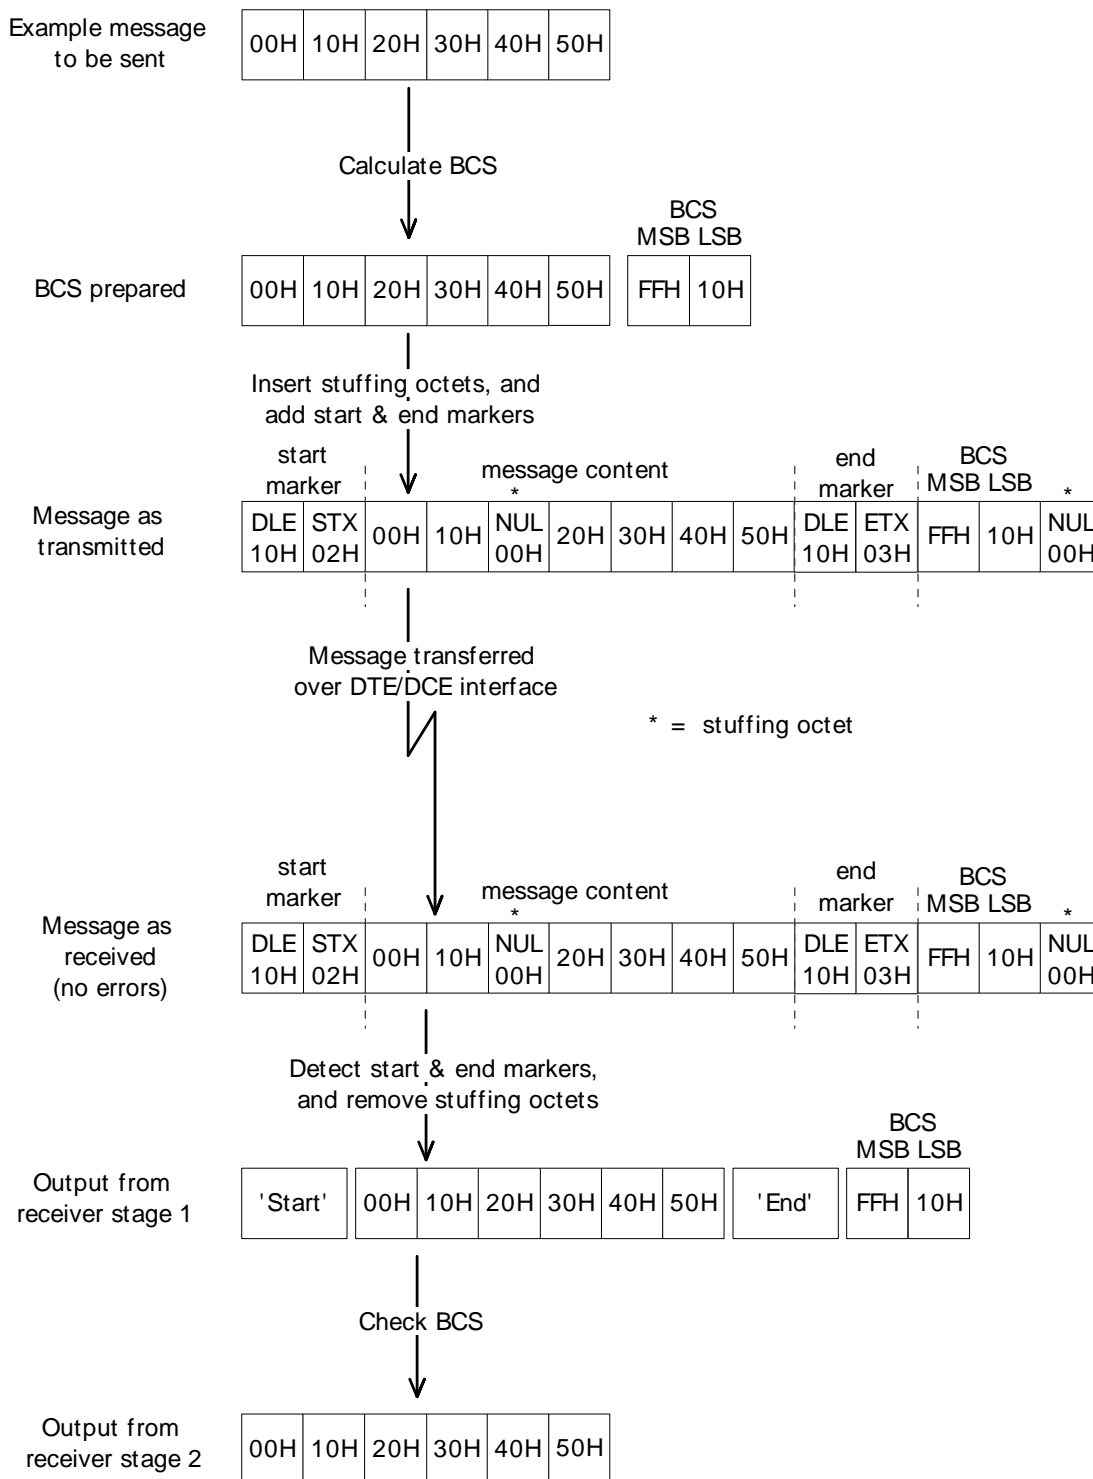 Example message
to be sent
00H 10H 20H 30H 40H 50H
Calculate BCS
BCS
MSB LSB
BCS prepared
00H 10H 20H 30H 40H 50H FFH 10H
Insert stuffing octets, and
add start & end markers
start
marker
message content
end
marker
BCS
MSB LSB
* *
Message as
transmitted
DLE STX 00H 10H NUL 20H 30H 40H 50H DLE ETX FFH 10H NUL
10H 02H 00H 10H 03H 00H
Message transferred
over DTE/DCE interface
* = stuffing octet
start
marker
message content
end
marker
BCS
MSB LSB
* *
Message as
received
(no errors)
DLE STX 00H 10H NUL 20H 30H 40H 50H DLE ETX FFH 10H NUL
10H 02H 00H 10H 03H 00H
Detect start & end markers,
and remove stuffing octets
BCS
MSB LSB
Output from
receiver stage 1
'Start' 00H 10H 20H 30H 40H 50H 'End' FFH 10H
Check BCS
Output from
receiver stage 2
00H 10H 20H 30H 40H 50H